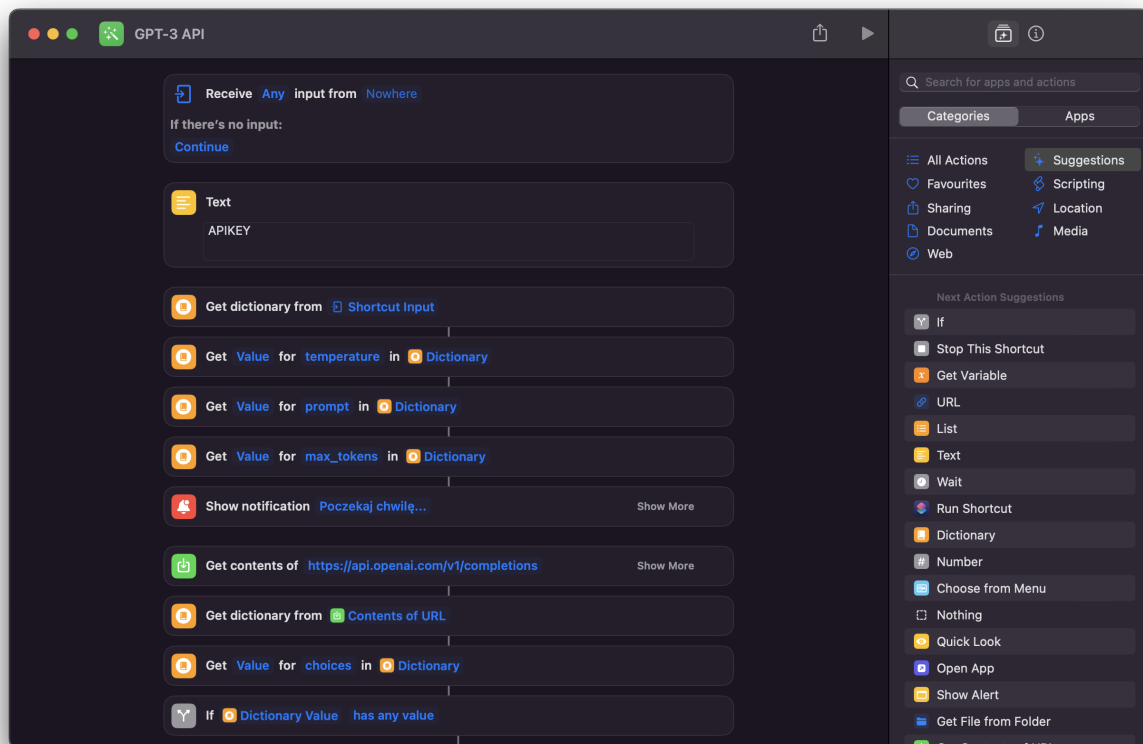 GPT-3 API
Receive Any input from Nowhere
If there's no input:
Continue
Text
APIKEY
Get dictionary from Shortcut Input
Get Value for temperature in Dictionary
Get Value for prompt in Dictionary
Get Value for max_tokens in Dictionary
Show notification Poczekaj chwilę... Show More
Get contents of https://api.openai.com/v1/completions Show More
Get dictionary from Contents of URL
Get Value for choices in Dictionary
If Dictionary Value has any value
Search for apps and actions
Categories Apps
All Actions Suggestions
Favourites Scripting
Sharing Location
Documents Media
Web
Next Action Suggestions
If
Stop This Shortcut
Get Variable
URL
List
Text
Wait
Run Shortcut
Dictionary
Number
Choose from Menu
Nothing
Quick Look
Open App
Show Alert
Get File from Folder